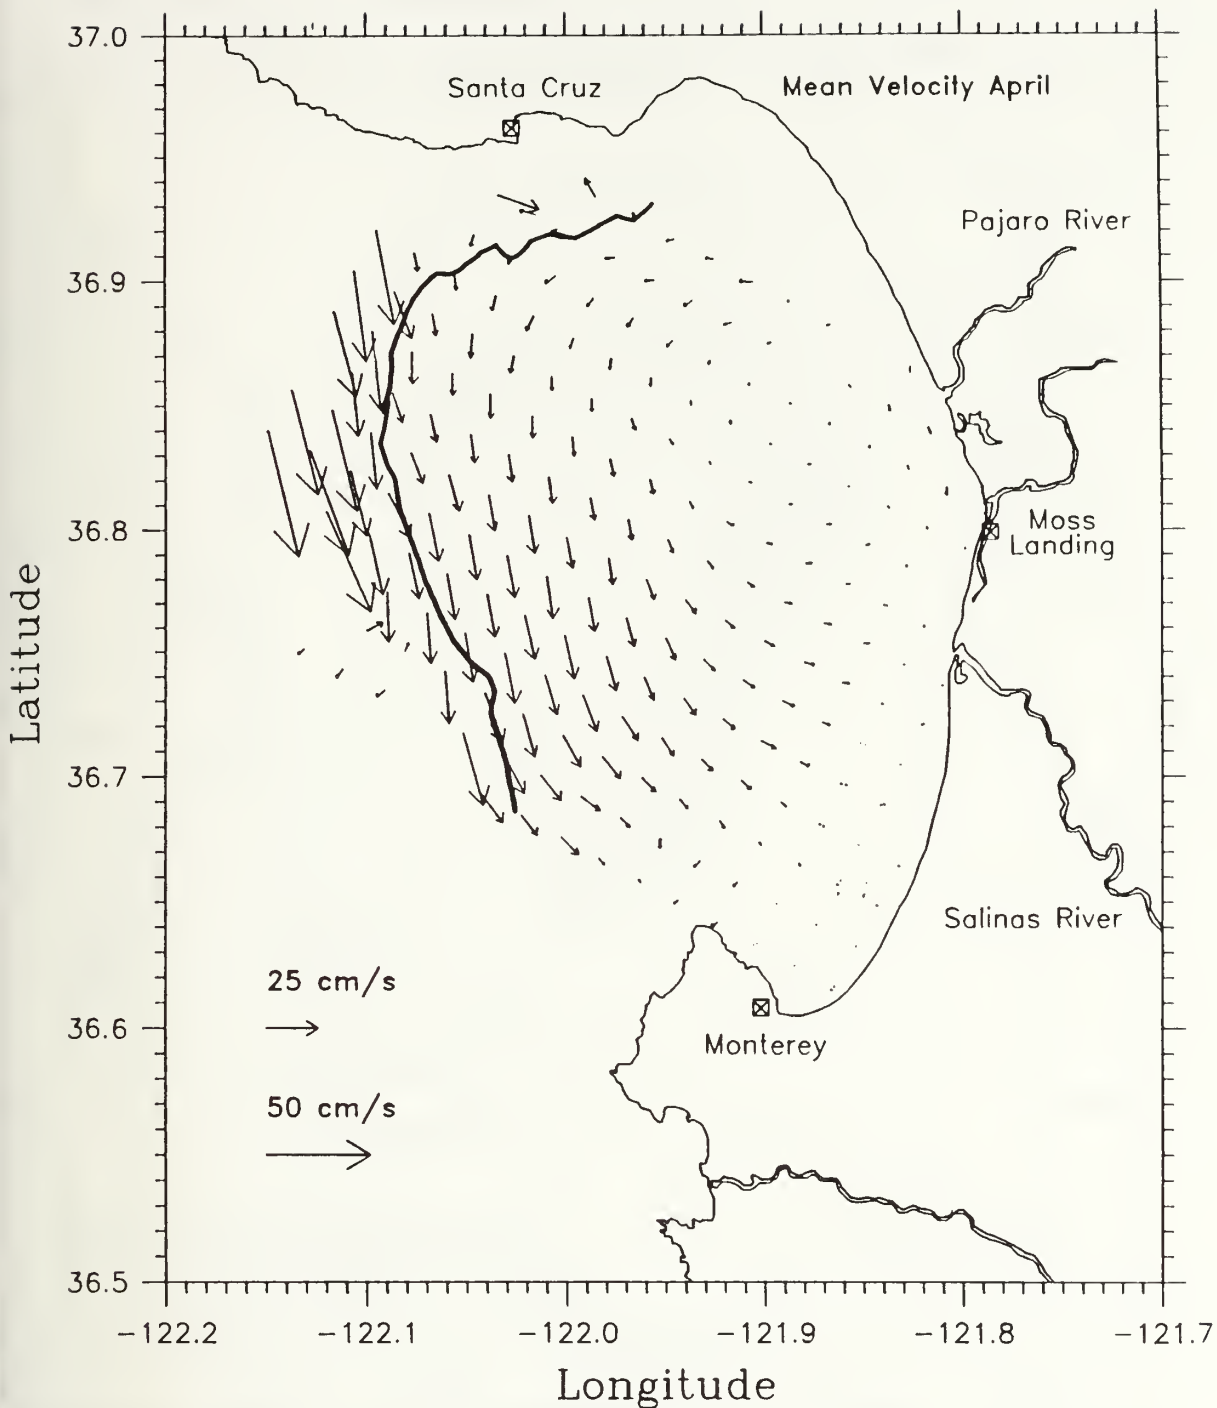 37.0
Santa Cruz
Mean Velocity April
Pajaro River
36.9
Moss
Landing
36.8
Latitude
36.7
Salinas River
25 cm/s
36.6
Monterey
50 cm/s
36.5
-122.2 -122.1 -122.0 -121.9 -121.8 -121.7
Longitude